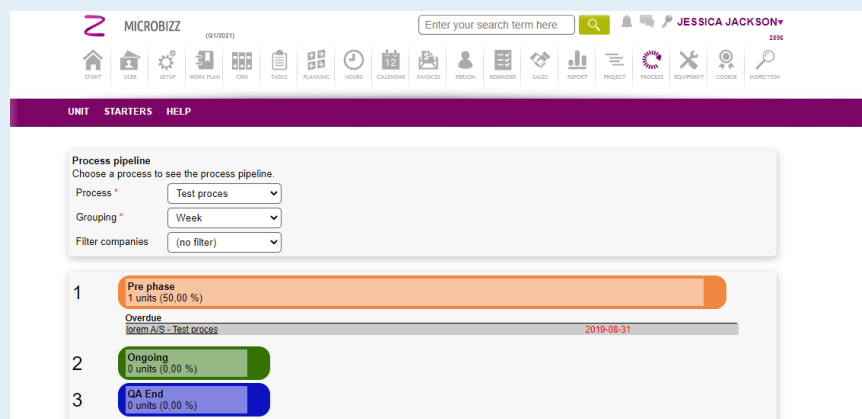 MICROBIZZ
(Q1/2021)
Enter your search term here
JESSICA JACKSON▾
2896
START USER SETUP WORK PLAN CRM TASKS PLANNING HOURS CALENDAR INVOICES PERSON REMINDER SALES REPORT PROJECT PROCESS EQUIPMENT COURSE INSPECTION
12
UNIT STARTERS HELP
Process pipeline
Choose a process to see the process pipeline.
Process * Test proces
Grouping * Week
Filter companies (no filter)
1 Pre phase
1 units (50,00 %)
Overdue
lorem A/S - Test proces 2019-08-31
2 Ongoing
0 units (0,00 %)
3 QA End
0 units (0,00 %)